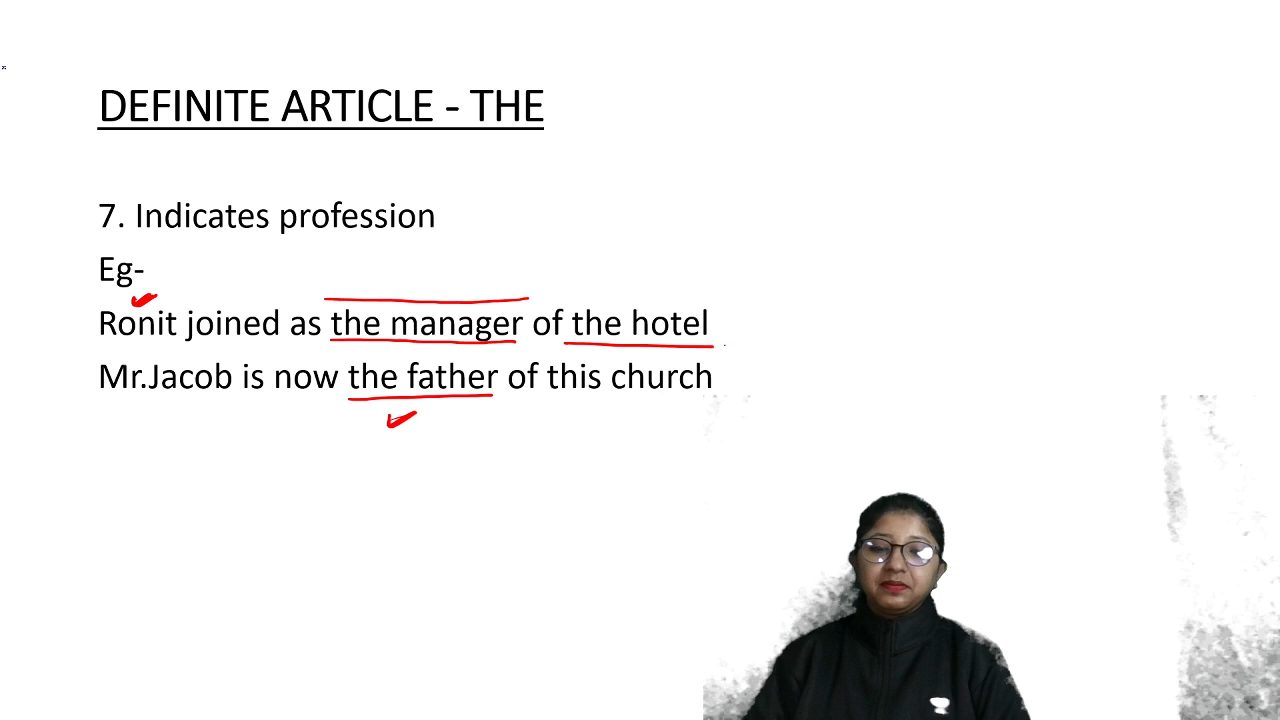 DEFINITE ARTICLE - THE
7. Indicates profession
Eg-
Ronit joined as the manager of the hotel
Mr.Jacob is now the father of this church